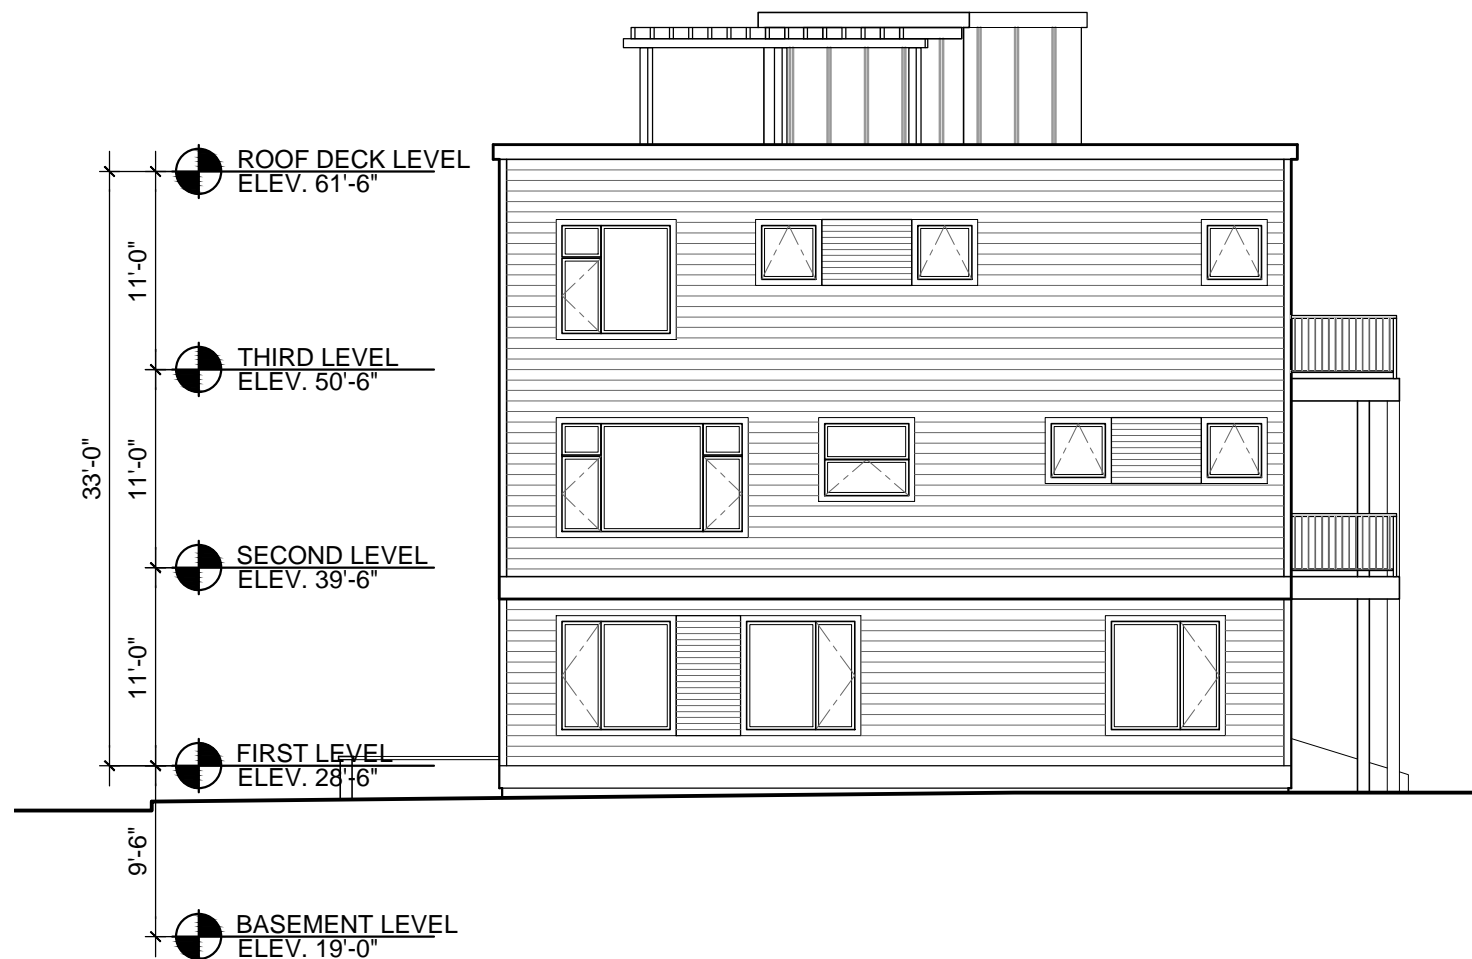 ROOF DECK LEVEL
ELEV. 61'-6"
11'-0"
THIRD LEVEL
ELEV. 50'-6"
33'-0"
11'-0"
SECOND LEVEL
ELEV. 39'-6"
11'-0"
FIRST LEVEL
ELEV. 28'-6"
9'-6"
BASEMENT LEVEL
ELEV. 19'-0"